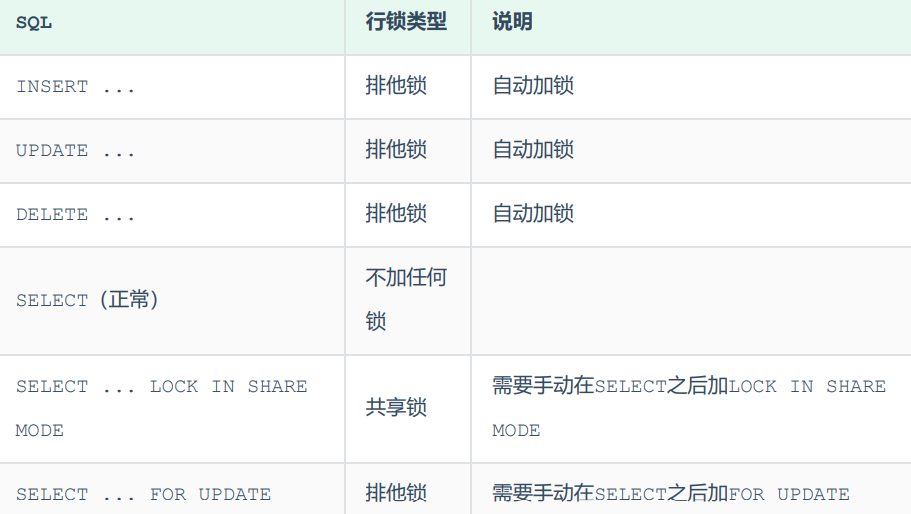 SQL 行锁类型 说明
INSERT ... 排他锁 自动加锁
UPDATE ... 排他锁 自动加锁
DELETE ... 排他锁 自动加锁
SELECT（正常） 不加任何
锁
SELECT ... LOCK IN SHARE
MODE
共享锁
需要手动在SELECT之后加LOCK IN SHARE
MODE
SELECT ... FOR UPDATE 排他锁 需要手动在SELECT之后加FOR UPDATE